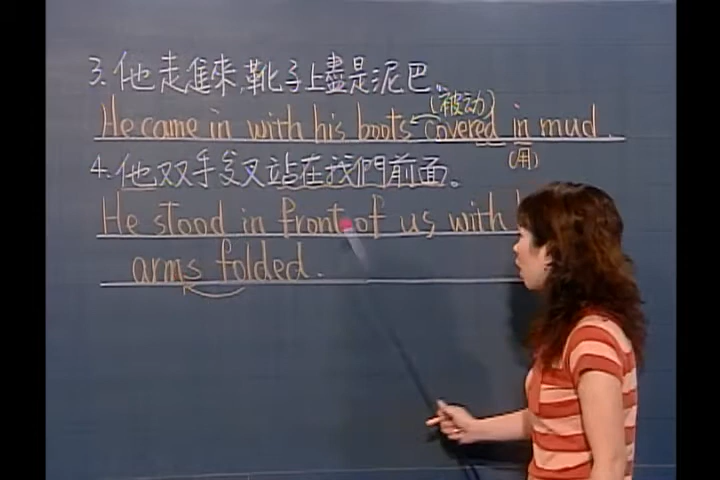 3. 他走進來,靴子上盡是泥巴。
(被动)
He came in with his boots covered in mud.
(用)
4. 他双手交叉站在我們前面。
He stood in front of us with
arms folded.